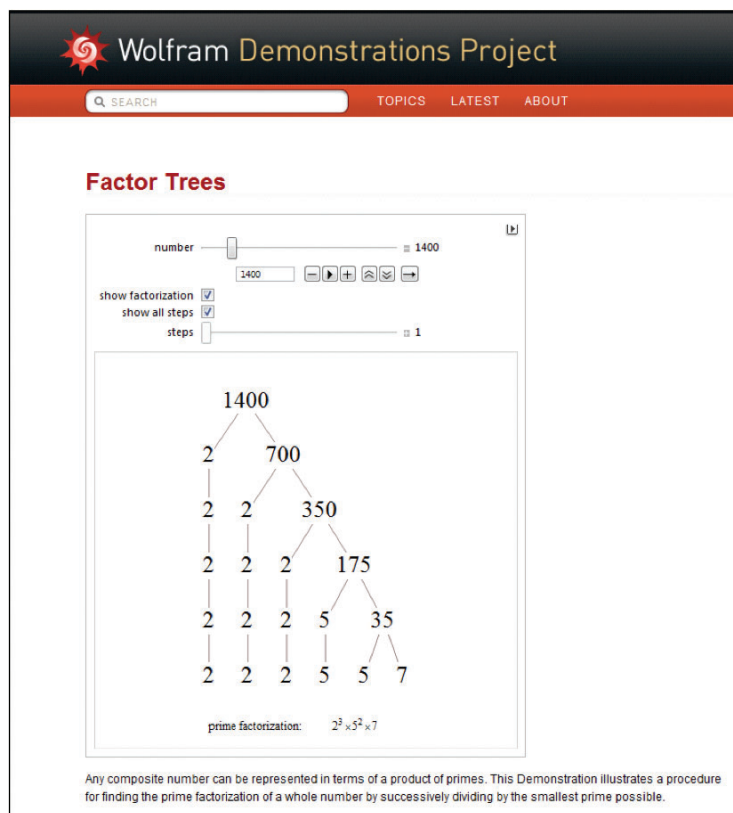 Wolfram Demonstrations Project
SEARCH TOPICS LATEST ABOUT
Factor Trees
number 1400
1400
show factorization
show all steps
steps 1
1400
2 700
2 2 350
2 2 2 175
2 2 2 5 35
2 2 2 5 5 7
prime factorization: 2³×5²×7
Any composite number can be represented in terms of a product of primes. This Demonstration illustrates a procedure
for finding the prime factorization of a whole number by successively dividing by the smallest prime possible.